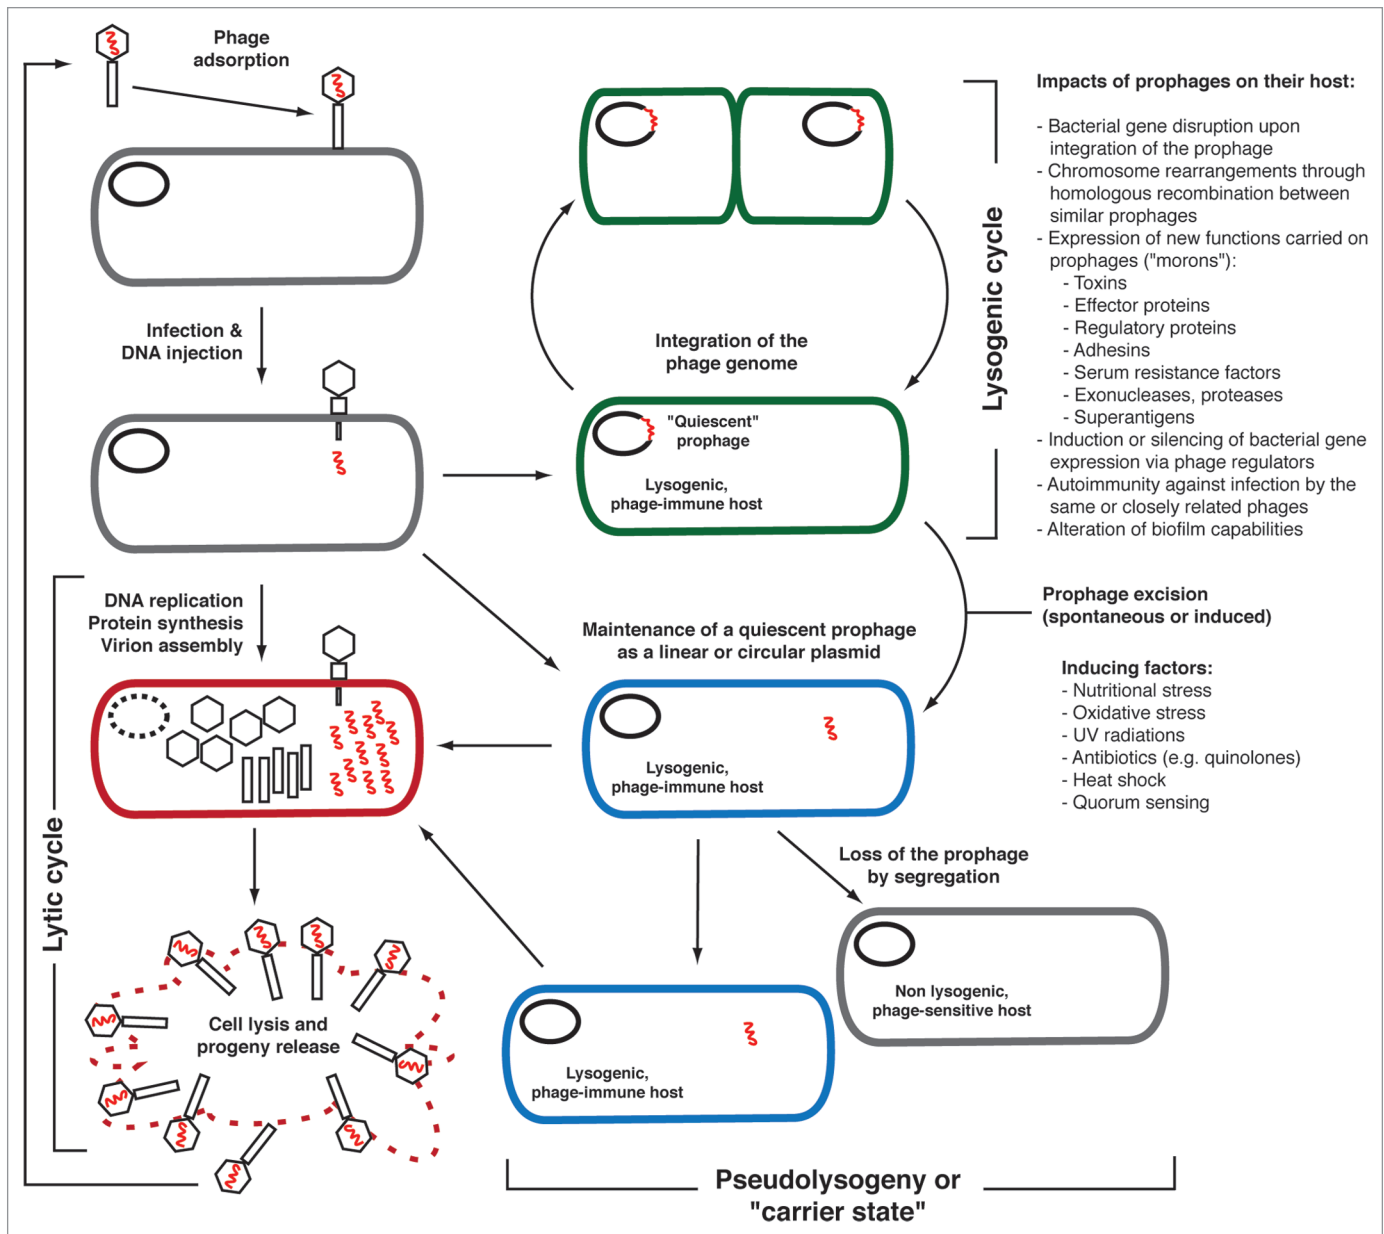 Phage
adsorption
Infection &
DNA injection
DNA replication
Protein synthesis
Virion assembly
Lytic cycle
Cell lysis and
progeny release
Integration of the
phage genome
"Quiescent"
prophage
Lysogenic,
phage-immune host
Lysogenic cycle
Maintenance of a quiescent prophage
as a linear or circular plasmid
Lysogenic,
phage-immune host
Loss of the prophage
by segregation
Non lysogenic,
phage-sensitive host
Lysogenic,
phage-immune host
Pseudolysogeny or
"carrier state"
Impacts of prophages on their host:
- Bacterial gene disruption upon
integration of the prophage
- Chromosome rearrangements through
homologous recombination between
similar prophages
- Expression of new functions carried on
prophages ("morons"):
- Toxins
- Effector proteins
- Regulatory proteins
- Adhesins
- Serum resistance factors
- Exonucleases, proteases
- Superantigens
- Induction or silencing of bacterial gene
expression via phage regulators
- Autoimmunity against infection by the
same or closely related phages
- Alteration of biofilm capabilities
Prophage excision
(spontaneous or induced)
Inducing factors:
- Nutritional stress
- Oxidative stress
- UV radiations
- Antibiotics (e.g. quinolones)
- Heat shock
- Quorum sensing